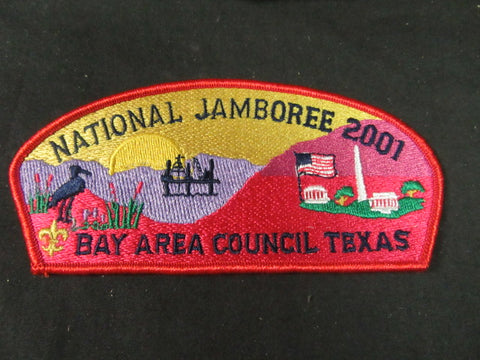 NATIONAL JAMBOREE 2001
BAY AREA COUNCIL TEXAS